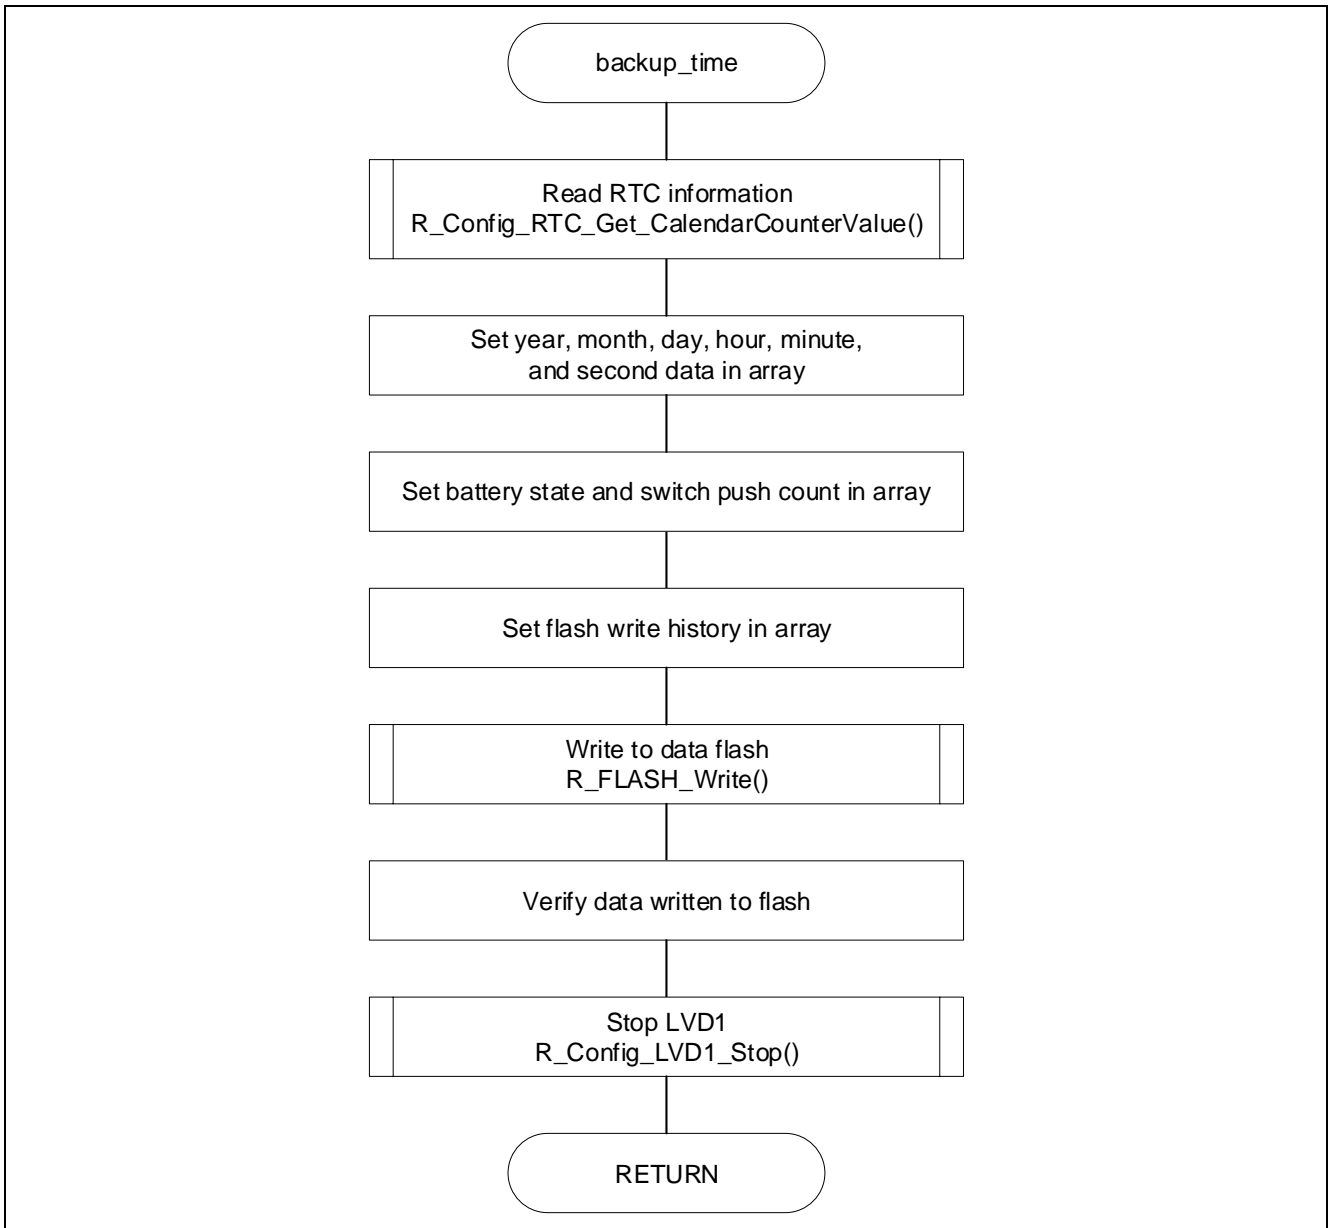 backup_time
Read RTC information
R_Config_RTC_Get_CalendarCounterValue()
Set year, month, day, hour, minute,
and second data in array
Set battery state and switch push count in array
Set flash write history in array
Write to data flash
R_FLASH_Write()
Verify data written to flash
Stop LVD1
R_Config_LVD1_Stop()
RETURN